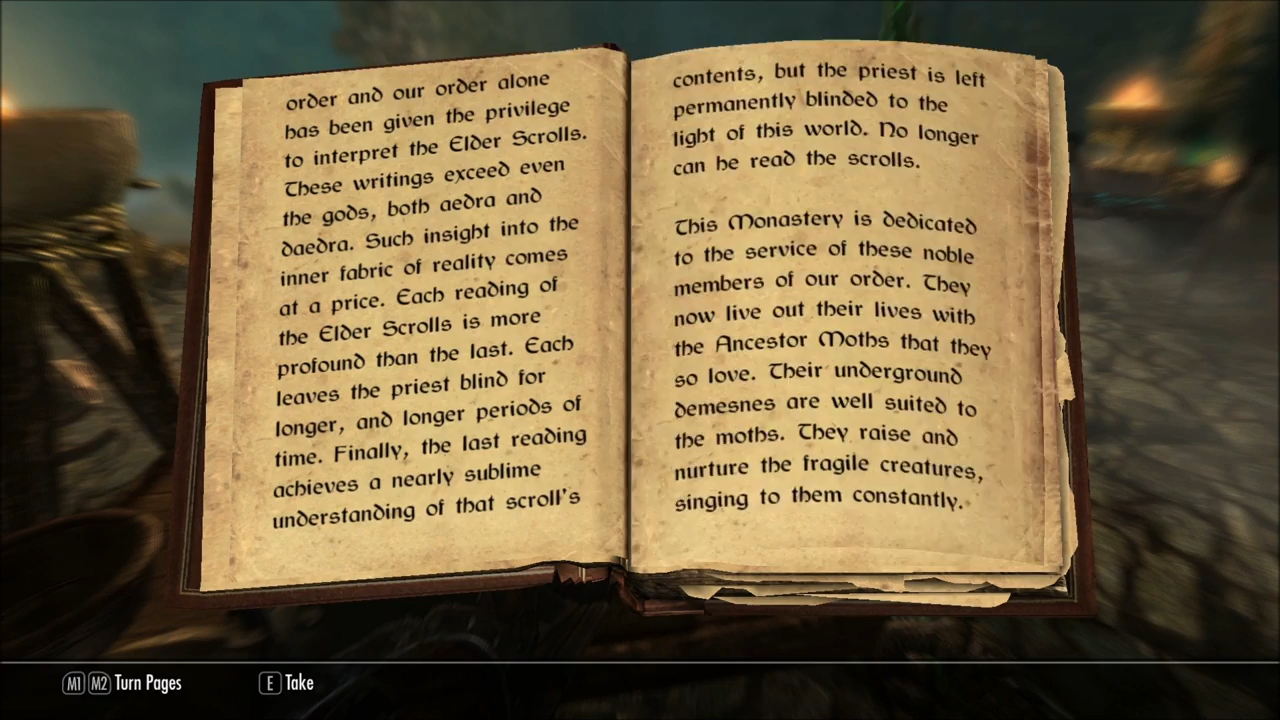 order and our order alone
has been given the privilege
to interpret the Elder Scrolls.
These writings exceed even
the gods, both aedra and
daedra. Such insight into the
inner fabric of reality comes
at a price. Each reading of
the Elder Scrolls is more
profound than the last. Each
leaves the priest blind for
longer, and longer periods of
time. Finally, the last reading
achieves a nearly sublime
understanding of that scroll's
contents, but the priest is left
permanently blinded to the
light of this world. No longer
can he read the scrolls.
This Monastery is dedicated
to the service of these noble
members of our order. They
now live out their lives with
the Ancestor Moths that they
so love. Their underground
demesnes are well suited to
the moths. They raise and
nurture the fragile creatures,
singing to them constantly.
M1 M2 Turn Pages
E Take